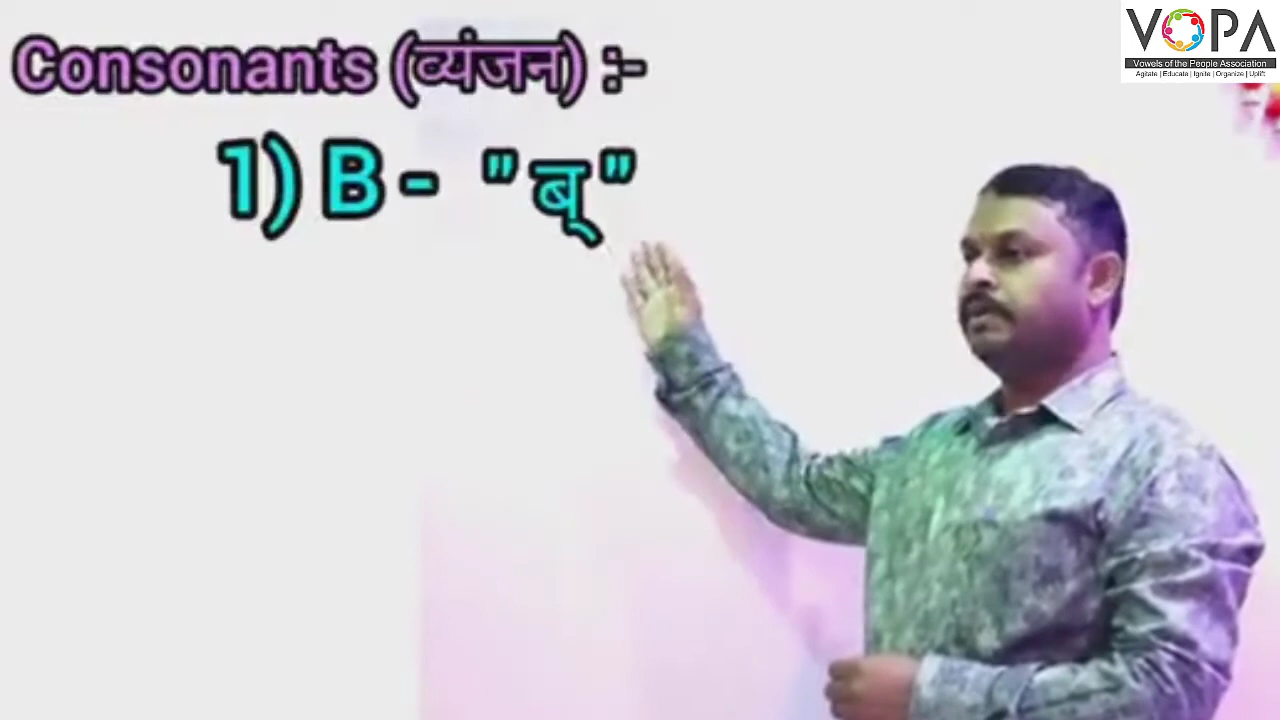 VOPA
Vowels of the People Association
Agitate | Educate | Ignite | Organize | Uplift
Consonants (व्यंजन) :-
1) B - " ब् "